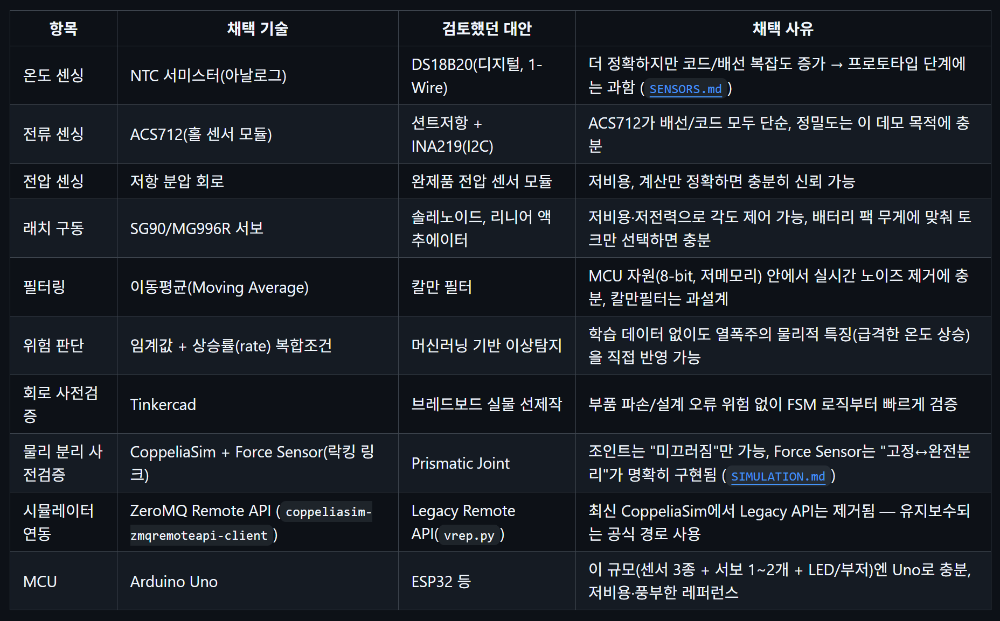 항목 채택 기술 검토했던 대안 채택 사유
온도 센싱 NTC 서미스터(아날로그) DS18B20(디지털, 1-
Wire) 더 정확하지만 코드/배선 복잡도 증가 → 프로토타입 단계에
는 과함 (SENSORS.md)
전류 센싱 ACS712(홀 센서 모듈) 션트저항 +
INA219(I2C) ACS712가 배선/코드 모두 단순, 정밀도는 이 데모 목적에 충
분
전압 센싱 저항 분압 회로 완제품 전압 센서 모듈 저비용, 계산만 정확하면 충분히 신뢰 가능
래치 구동 SG90/MG996R 서보 솔레노이드, 리니어 액
추에이터 저비용·저전력으로 각도 제어 가능, 배터리 팩 무게에 맞춰 토
크만 선택하면 충분
필터링 이동평균(Moving Average) 칼만 필터 MCU 자원(8-bit, 저메모리) 안에서 실시간 노이즈 제거에 충
분, 칼만필터는 과설계
위험 판단 임계값 + 상승률(rate) 복합조건 머신러닝 기반 이상탐지 학습 데이터 없이도 열폭주의 물리적 특징(급격한 온도 상승)
을 직접 반영 가능
회로 사전검
증 Tinkercad 브레드보드 실물 선제작 부품 파손/설계 오류 위험 없이 FSM 로직부터 빠르게 검증
물리 분리 사
전검증 CoppeliaSim + Force Sensor(락킹 링
크) Prismatic Joint 조인트는 "미끄러짐"만 가능, Force Sensor는 "고정↔완전분
리"가 명확히 구현됨 (SIMULATION.md)
시뮬레이터
연동 ZeroMQ Remote API (coppeliasim-
zmqremoteapi-client) Legacy Remote
API(vrep.py) 최신 CoppeliaSim에서 Legacy API는 제거됨 — 유지보수되
는 공식 경로 사용
MCU Arduino Uno ESP32 등 이 규모(센서 3종 + 서보 1~2개 + LED/부저)엔 Uno로 충분,
저비용·풍부한 레퍼런스